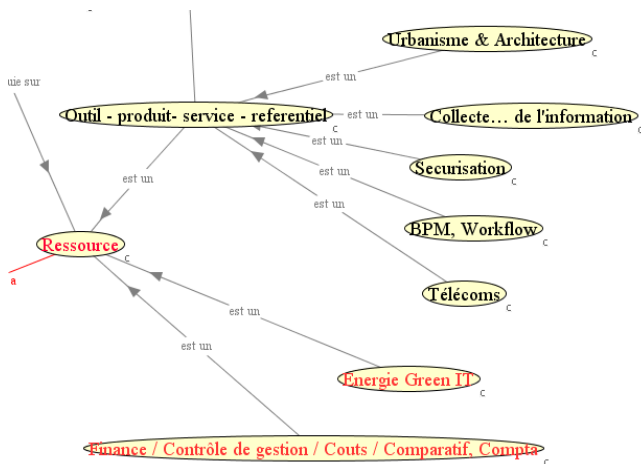 Urbanisme & Architecture
c
est un
uie sur
Outil - produit- service - referentiel
c
est un
Collecte... de l'information
c
est un
Securisation
c
est un
est un
BPM, Workflow
c
est un
Ressource
c
a
Télécoms
c
est un
est un
Energie Green IT
c
Finance / Contrôle de gestion / Couts / Comparatif, Compta
c